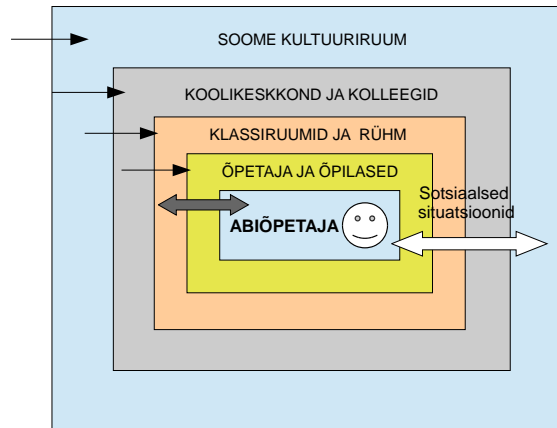 SOOME KULTUURIRUUM
KOOLIKESKKOND JA KOLLEEGID
KLASSIRUUMID JA RÜHM
ÕPETAJA JA ÕPILASED
ABIÕPETAJA
Sotsiaalsed
situatsioonid